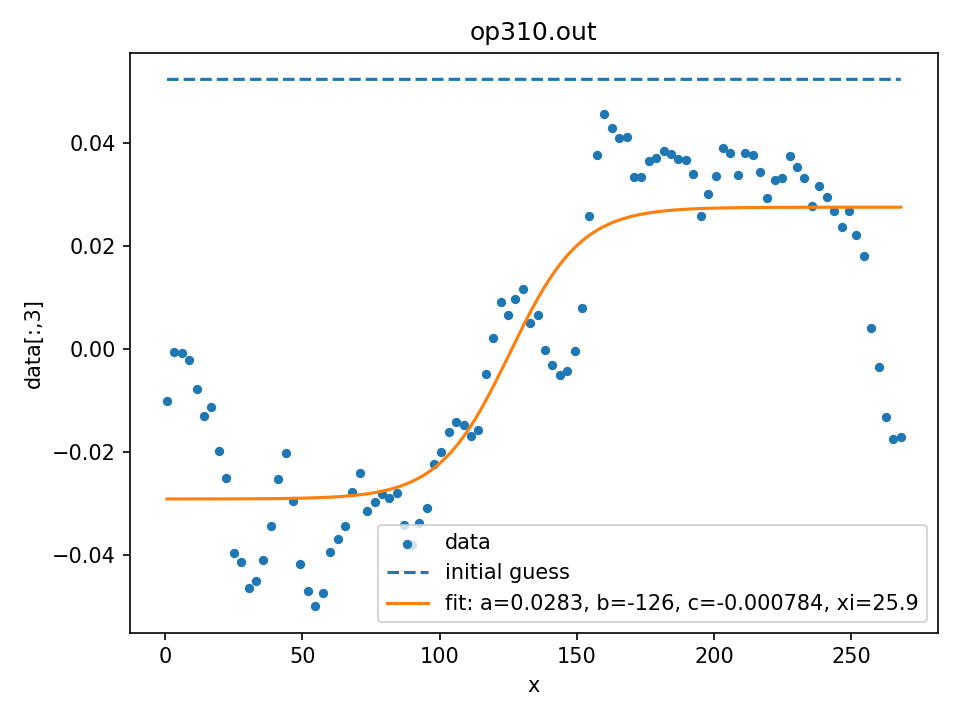 op310.out
0.04
0.02
0.00
−0.02
−0.04
data[:,3]
data
initial guess
fit: a=0.0283, b=-126, c=-0.000784, xi=25.9
0 50 100 150 200 250
x